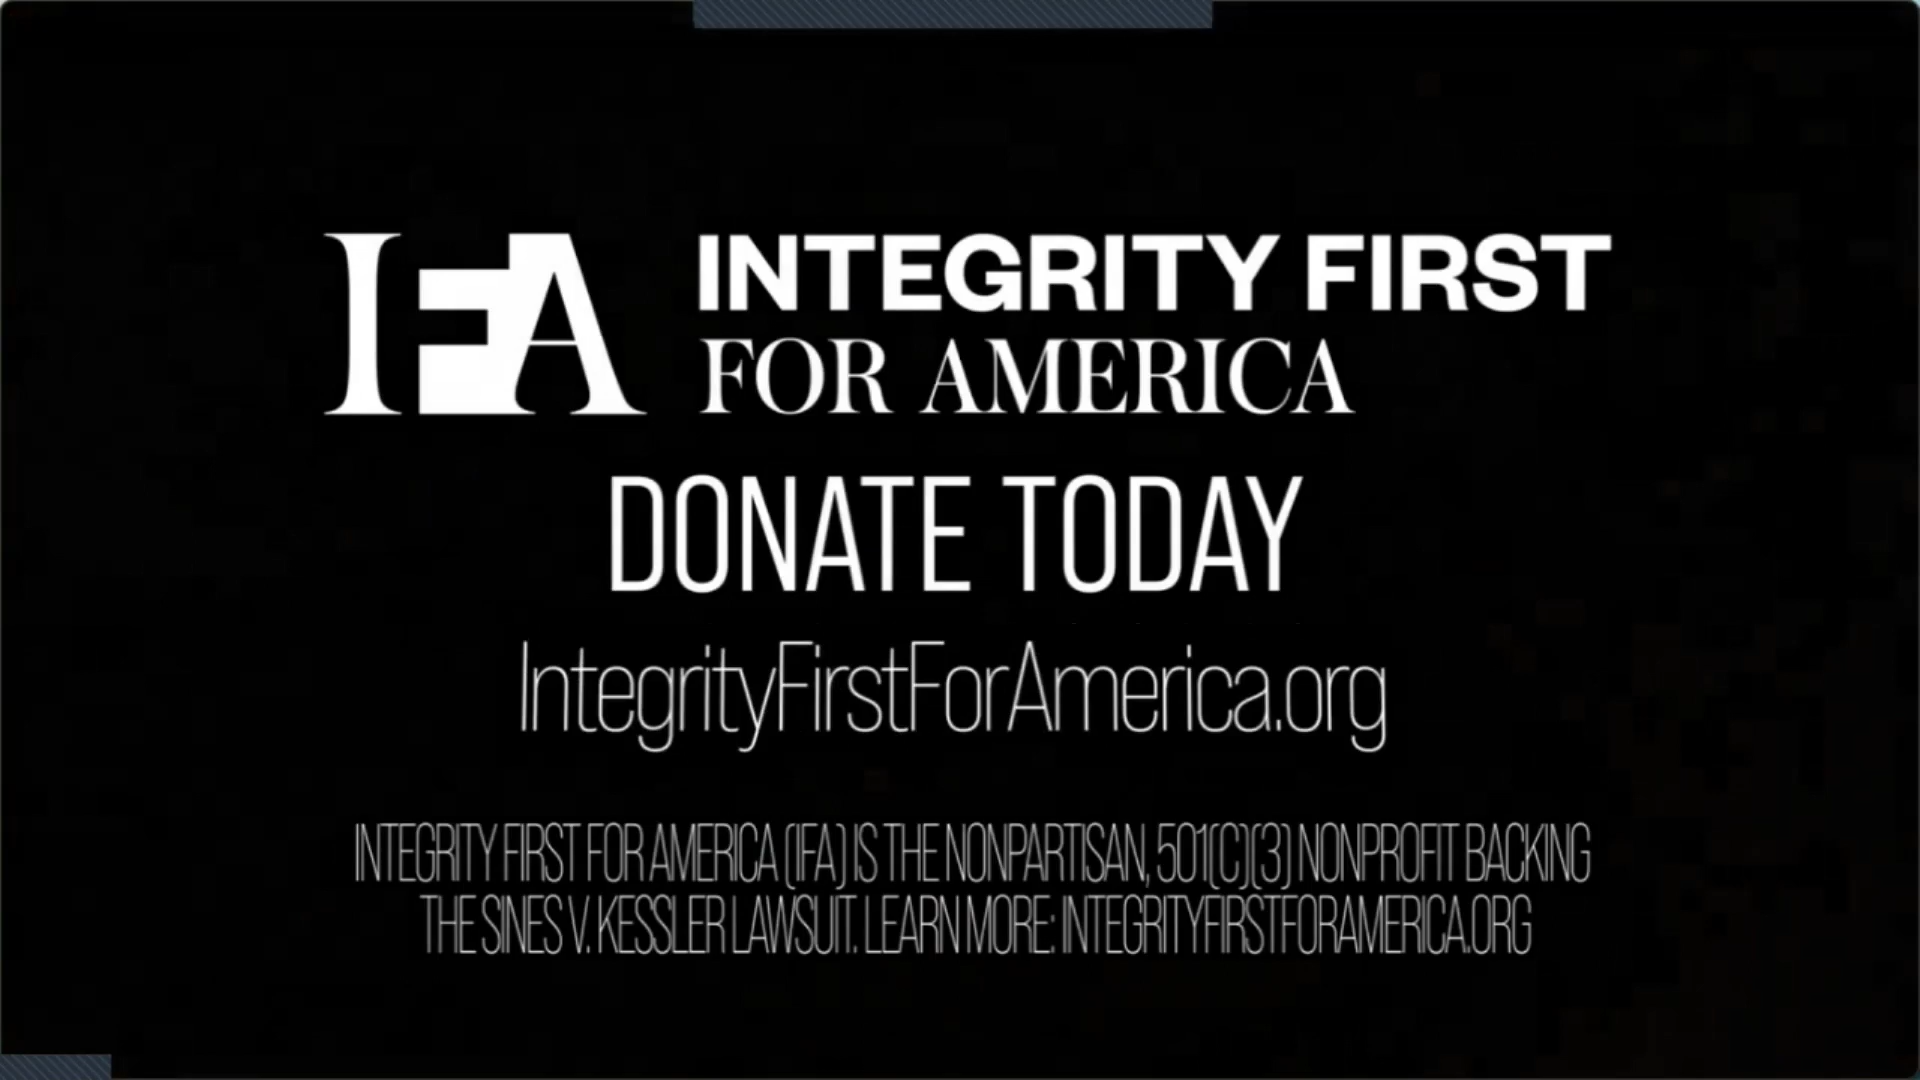 IFA INTEGRITY FIRST
FOR AMERICA
DONATE TODAY
IntegrityFirstForAmerica.org
INTEGRITY FIRST FOR AMERICA (IFA) IS THE NONPARTISAN, 501(C)(3) NONPROFIT BACKING
THE SINES V. KESSLER LAWSUIT. LEARN MORE: INTEGRITYFIRSTFORAMERICA.ORG